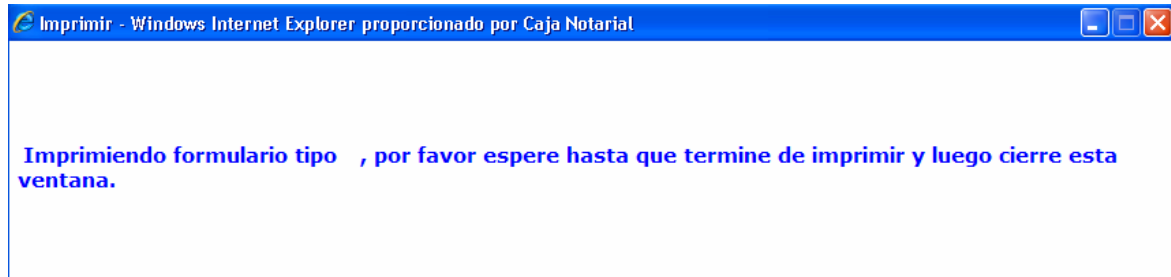 Imprimir - Windows Internet Explorer proporcionado por Caja Notarial
Imprimiendo formulario tipo , por favor espere hasta que termine de imprimir y luego cierre esta
ventana.